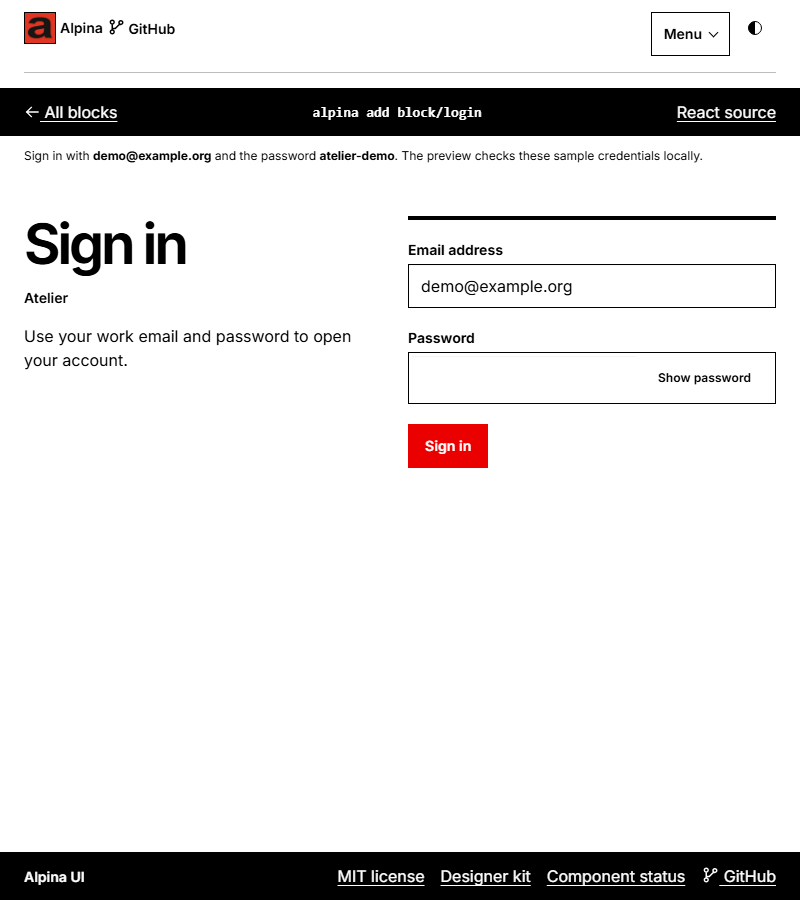 a Alpina GitHub
Menu
← All blocks
alpina add block/login
React source
Sign in with demo@example.org and the password atelier-demo. The preview checks these sample credentials locally.
Sign in
Atelier
Use your work email and password to open
your account.
Email address
demo@example.org
Password
Show password
Sign in
Alpina UI
MIT license
Designer kit
Component status
GitHub